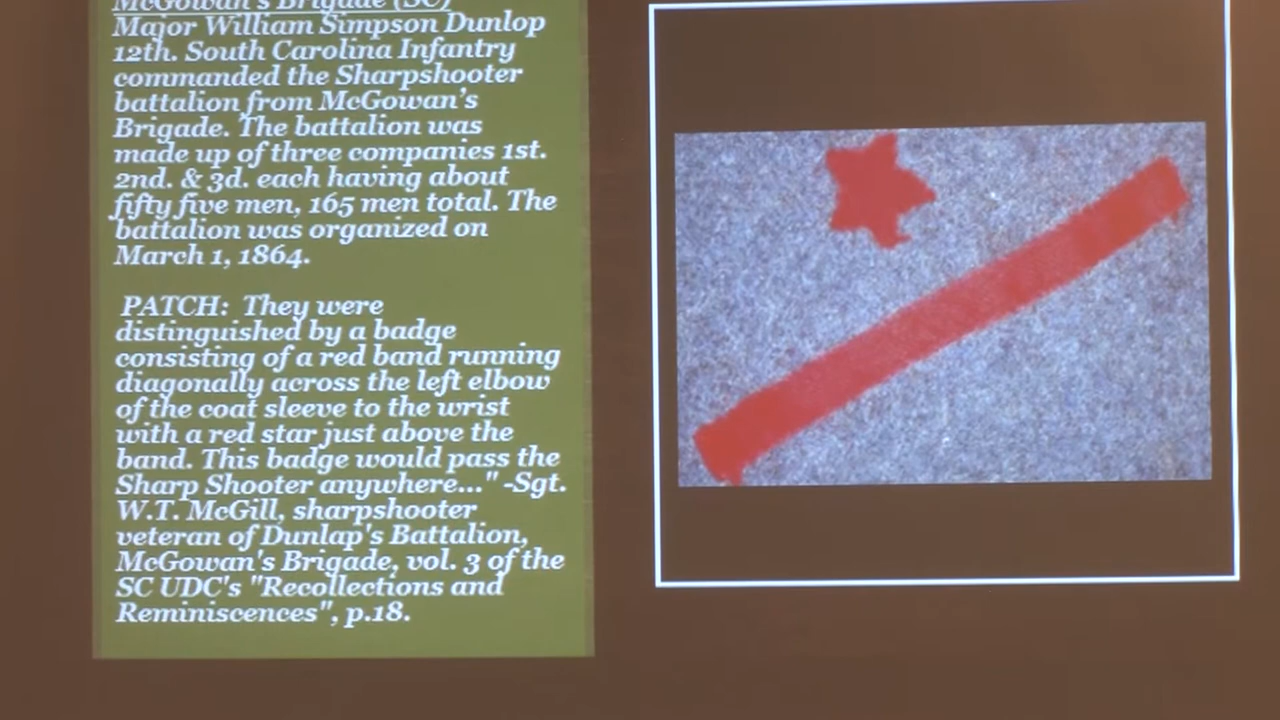 McGowan's Brigade (SC)
Major William Simpson Dunlop
12th. South Carolina Infantry
commanded the Sharpshooter
battalion from McGowan's
Brigade. The battalion was
made up of three companies 1st.
2nd. & 3d. each having about
fifty five men, 165 men total. The
battalion was organized on
March 1, 1864.
PATCH: They were
distinguished by a badge
consisting of a red band running
diagonally across the left elbow
of the coat sleeve to the wrist
with a red star just above the
band. This badge would pass the
Sharp Shooter anywhere..." -Sgt.
W.T. McGill, sharpshooter
veteran of Dunlap's Battalion,
McGowan's Brigade, vol. 3 of the
SC UDC's "Recollections and
Reminiscences", p.18.